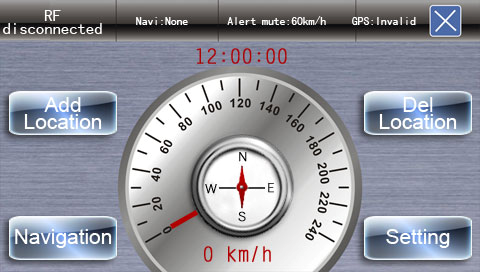 RF
disconnected
Navi:None
Alert mute:60km/h
GPS:Invalid
12:00:00
Add
Location
Del
Location
0
20
40
60
80
100
120
140
160
180
200
220
240
N
W
E
S
Navigation
0 km/h
Setting